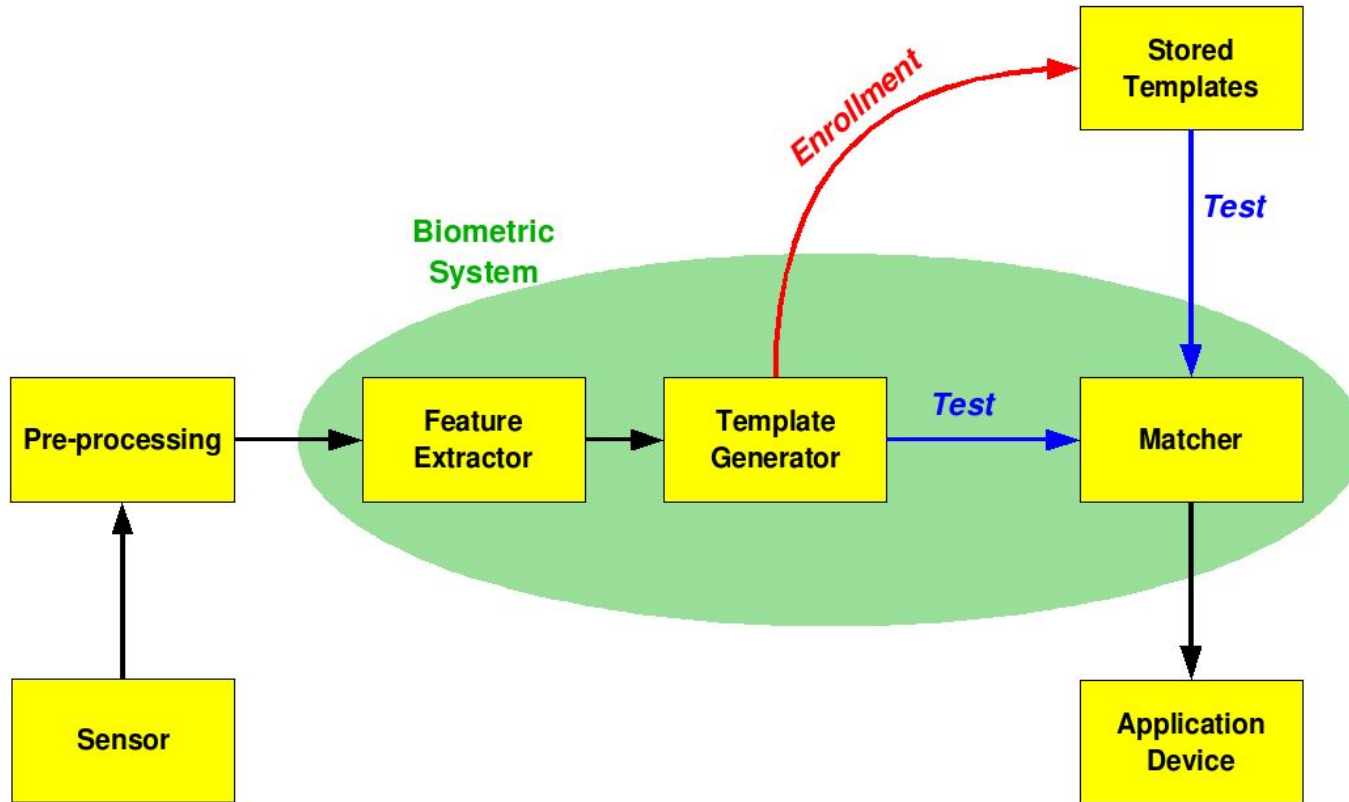 Stored
Templates
Enrollment
Test
Biometric
System
Pre-processing
Feature
Extractor
Template
Generator
Test
Matcher
Sensor
Application
Device